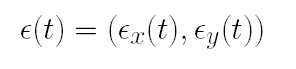 ϵ(t) = (ϵ_x(t), ϵ_y(t))